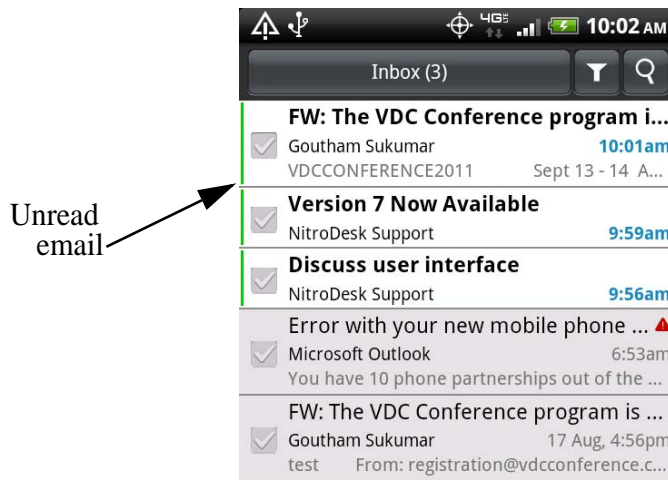 4G
10:02 AM
Inbox (3)
FW: The VDC Conference program i...
Goutham Sukumar 10:01am
VDCCONFERENCE2011 Sept 13 - 14 A...
Unread
email
Version 7 Now Available
NitroDesk Support 9:59am
Discuss user interface
NitroDesk Support 9:56am
Error with your new mobile phone ...
Microsoft Outlook 6:53am
You have 10 phone partnerships out of the ...
FW: The VDC Conference program is ...
Goutham Sukumar 17 Aug, 4:56pm
test From: registration@vdcconference.c...